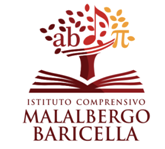 ab π
ISTITUTO COMPRENSIVO
MALALBERGO
BARICELLA